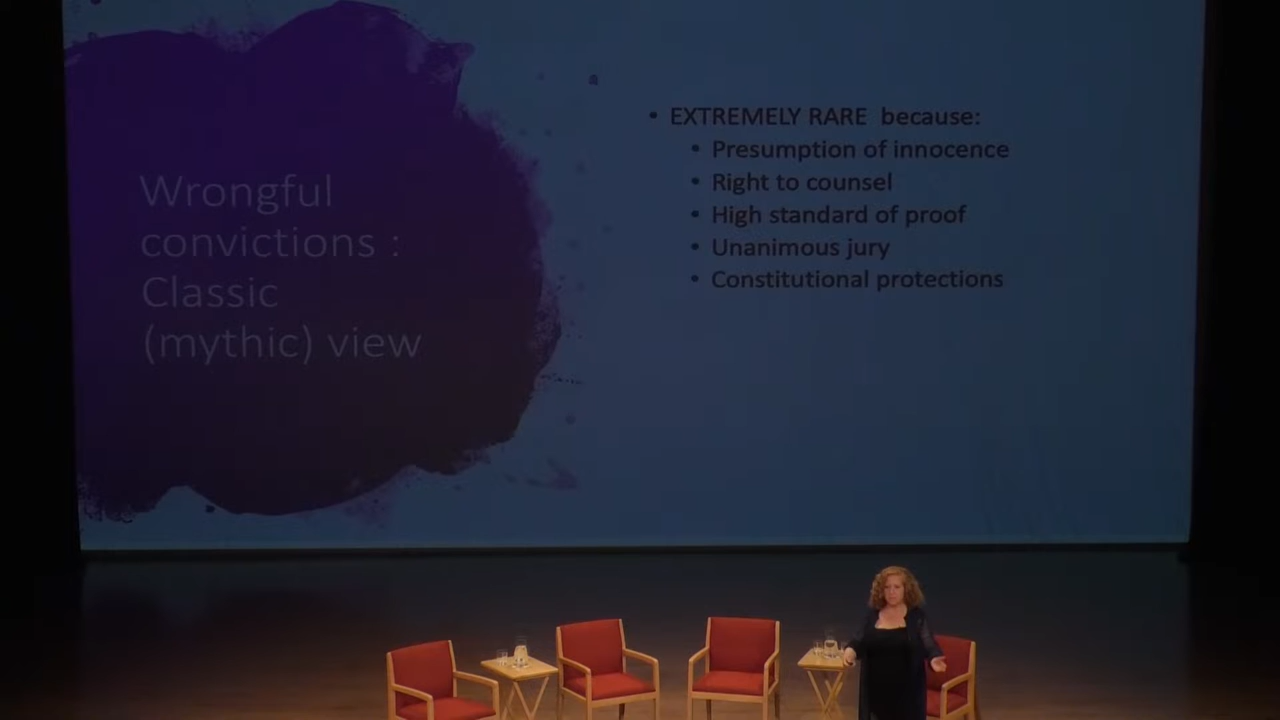 Wrongful
convictions :
Classic
(mythic) view
• EXTREMELY RARE because:
• Presumption of innocence
• Right to counsel
• High standard of proof
• Unanimous jury
• Constitutional protections